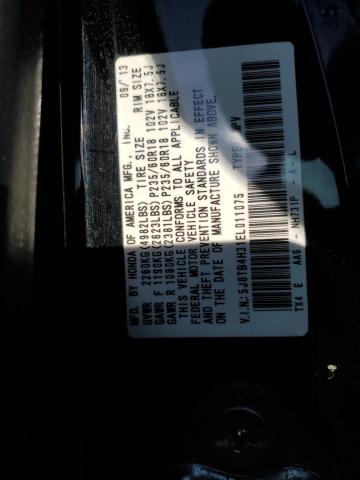 MFD. BY HONDA OF AMERICA MFG., INC. 09/13
GVWR 2260KG(4982LBS) TIRE SIZE RIM SIZE
GAWR F 1190KG(2623LBS)P235/60R18 102V 18X7.5J
GAWR R 1080KG(2381LBS)P235/60R18 102V 18X7.5J
THIS VEHICLE CONFORMS TO ALL APPLICABLE
FEDERAL MOTOR VEHICLE SAFETY
AND THEFT PREVENTION STANDARDS IN EFFECT
ON THE DATE OF MANUFACTURE SHOWN ABOVE.
V.I.N:5J8TB4H31EL011075 TYPE: MPV
TX4 E AAP NH731P - A - L